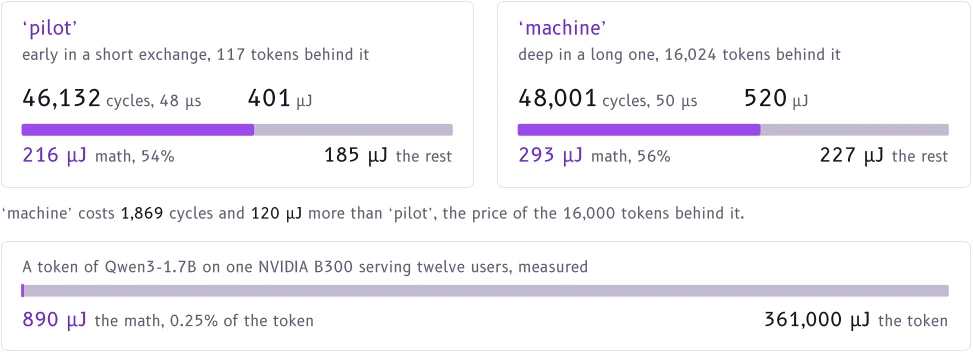 ‘pilot’
early in a short exchange, 117 tokens behind it
46,132 cycles, 48 µs 401 µJ
216 µJ math, 54% 185 µJ the rest
‘machine’
deep in a long one, 16,024 tokens behind it
48,001 cycles, 50 µs 520 µJ
293 µJ math, 56% 227 µJ the rest
‘machine’ costs 1,869 cycles and 120 µJ more than ‘pilot’, the price of the 16,000 tokens behind it.
A token of Qwen3-1.7B on one NVIDIA B300 serving twelve users, measured
890 µJ the math, 0.25% of the token 361,000 µJ the token